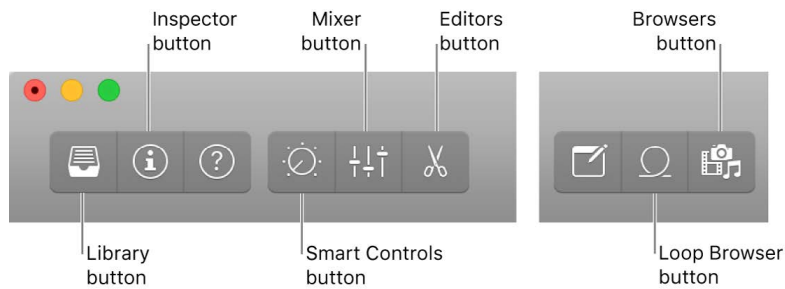 Inspector
button
Mixer
button
Editors
button
Browsers
button
Library
button
Smart Controls
button
Loop Browser
button